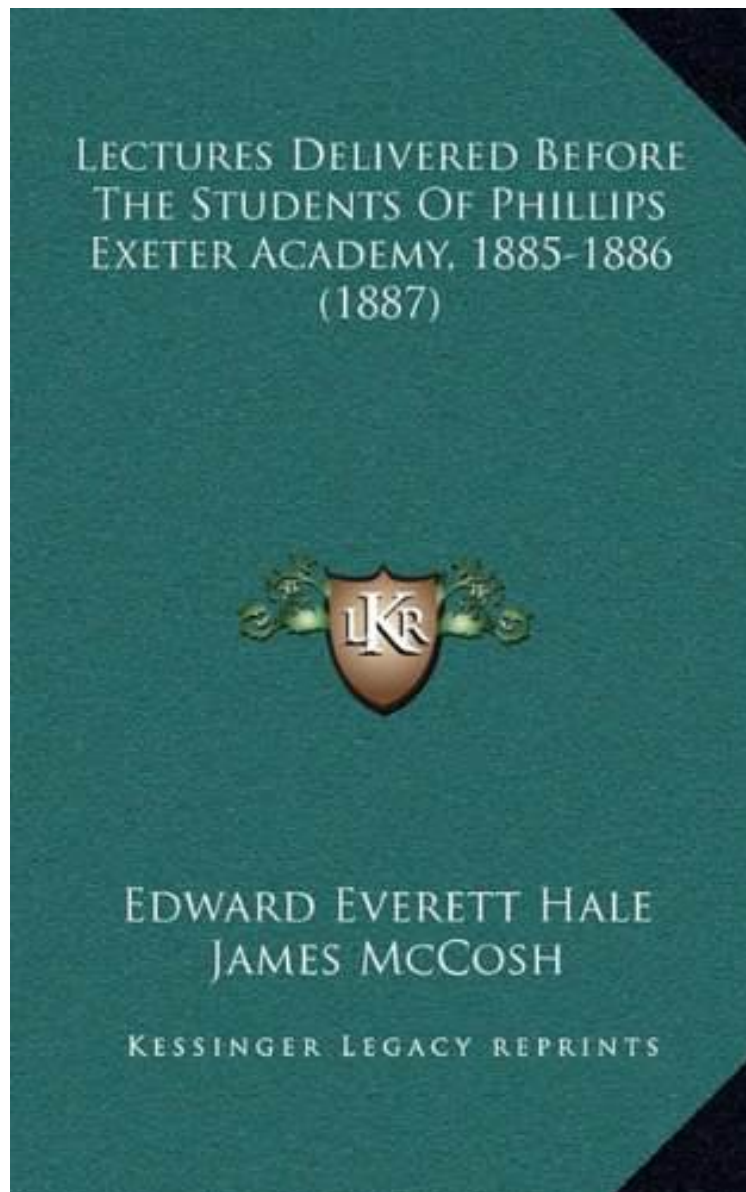 Lectures Delivered Before
The Students Of Phillips
Exeter Academy, 1885-1886
(1887)
LKR
Edward Everett Hale
James McCosh
Kessinger Legacy reprints